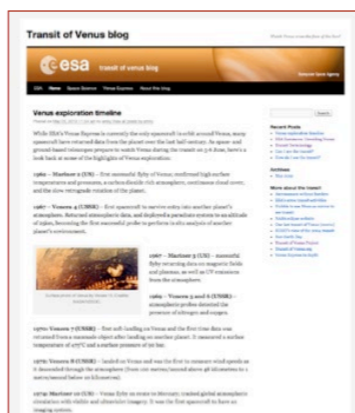 Transit of Venus blog
esa transit of venus blog
European Space Agency
ESA Home Space Science Venus Express About this blog
Venus exploration timeline
While ESA's Venus Express is currently the only spacecraft in orbit around Venus, many
spacecraft have returned data from the planet over the last half century. As space- and
ground-based telescopes prepare to watch Venus during the transit on 5-6 June, here's a
look back at some of the highlights of Venus exploration:
1962 – Mariner 2 (US) – first successful flyby of Venus; confirmed high surface
temperatures and pressures, a carbon dioxide rich atmosphere, continuous cloud cover,
and the slow retrograde rotation of the planet.
1967 – Venera 4 (USSR) – first spacecraft to survive entry into another planet's
atmosphere. Returned atmospheric data, and deployed a parachute system to an altitude
of 25km, becoming the first successful probe to perform in situ analysis of another
planet's environment.
1967 – Mariner 5 (US) – successful
flyby returning data on magnetic fields
and plasmas, as well as UV emissions
from the atmosphere.
1969 – Venera 5 and 6 (USSR) –
atmospheric probes detected the
presence of nitrogen and oxygen.
1970: Venera 7 (USSR) – first soft landing on Venus and the first time data was
returned from a manmade object after landing on another planet. It measured a surface
temperature of 475°C and a surface pressure of 90 bar.
1972: Venera 8 (USSR) – landed on Venus and was the first to measure wind speeds as
it descended through the atmosphere (from 100 metres/second above 48 kilometres to 1
metre/second below 10 kilometres).
1974: Mariner 10 (US) – Venus flyby en route to Mercury; tracked global atmospheric
circulation with visible and ultraviolet imagery. It was the first spacecraft to have an
imaging system.
Search
Recent Posts
Venus exploration timeline
Archives
May 2012
More about the transit